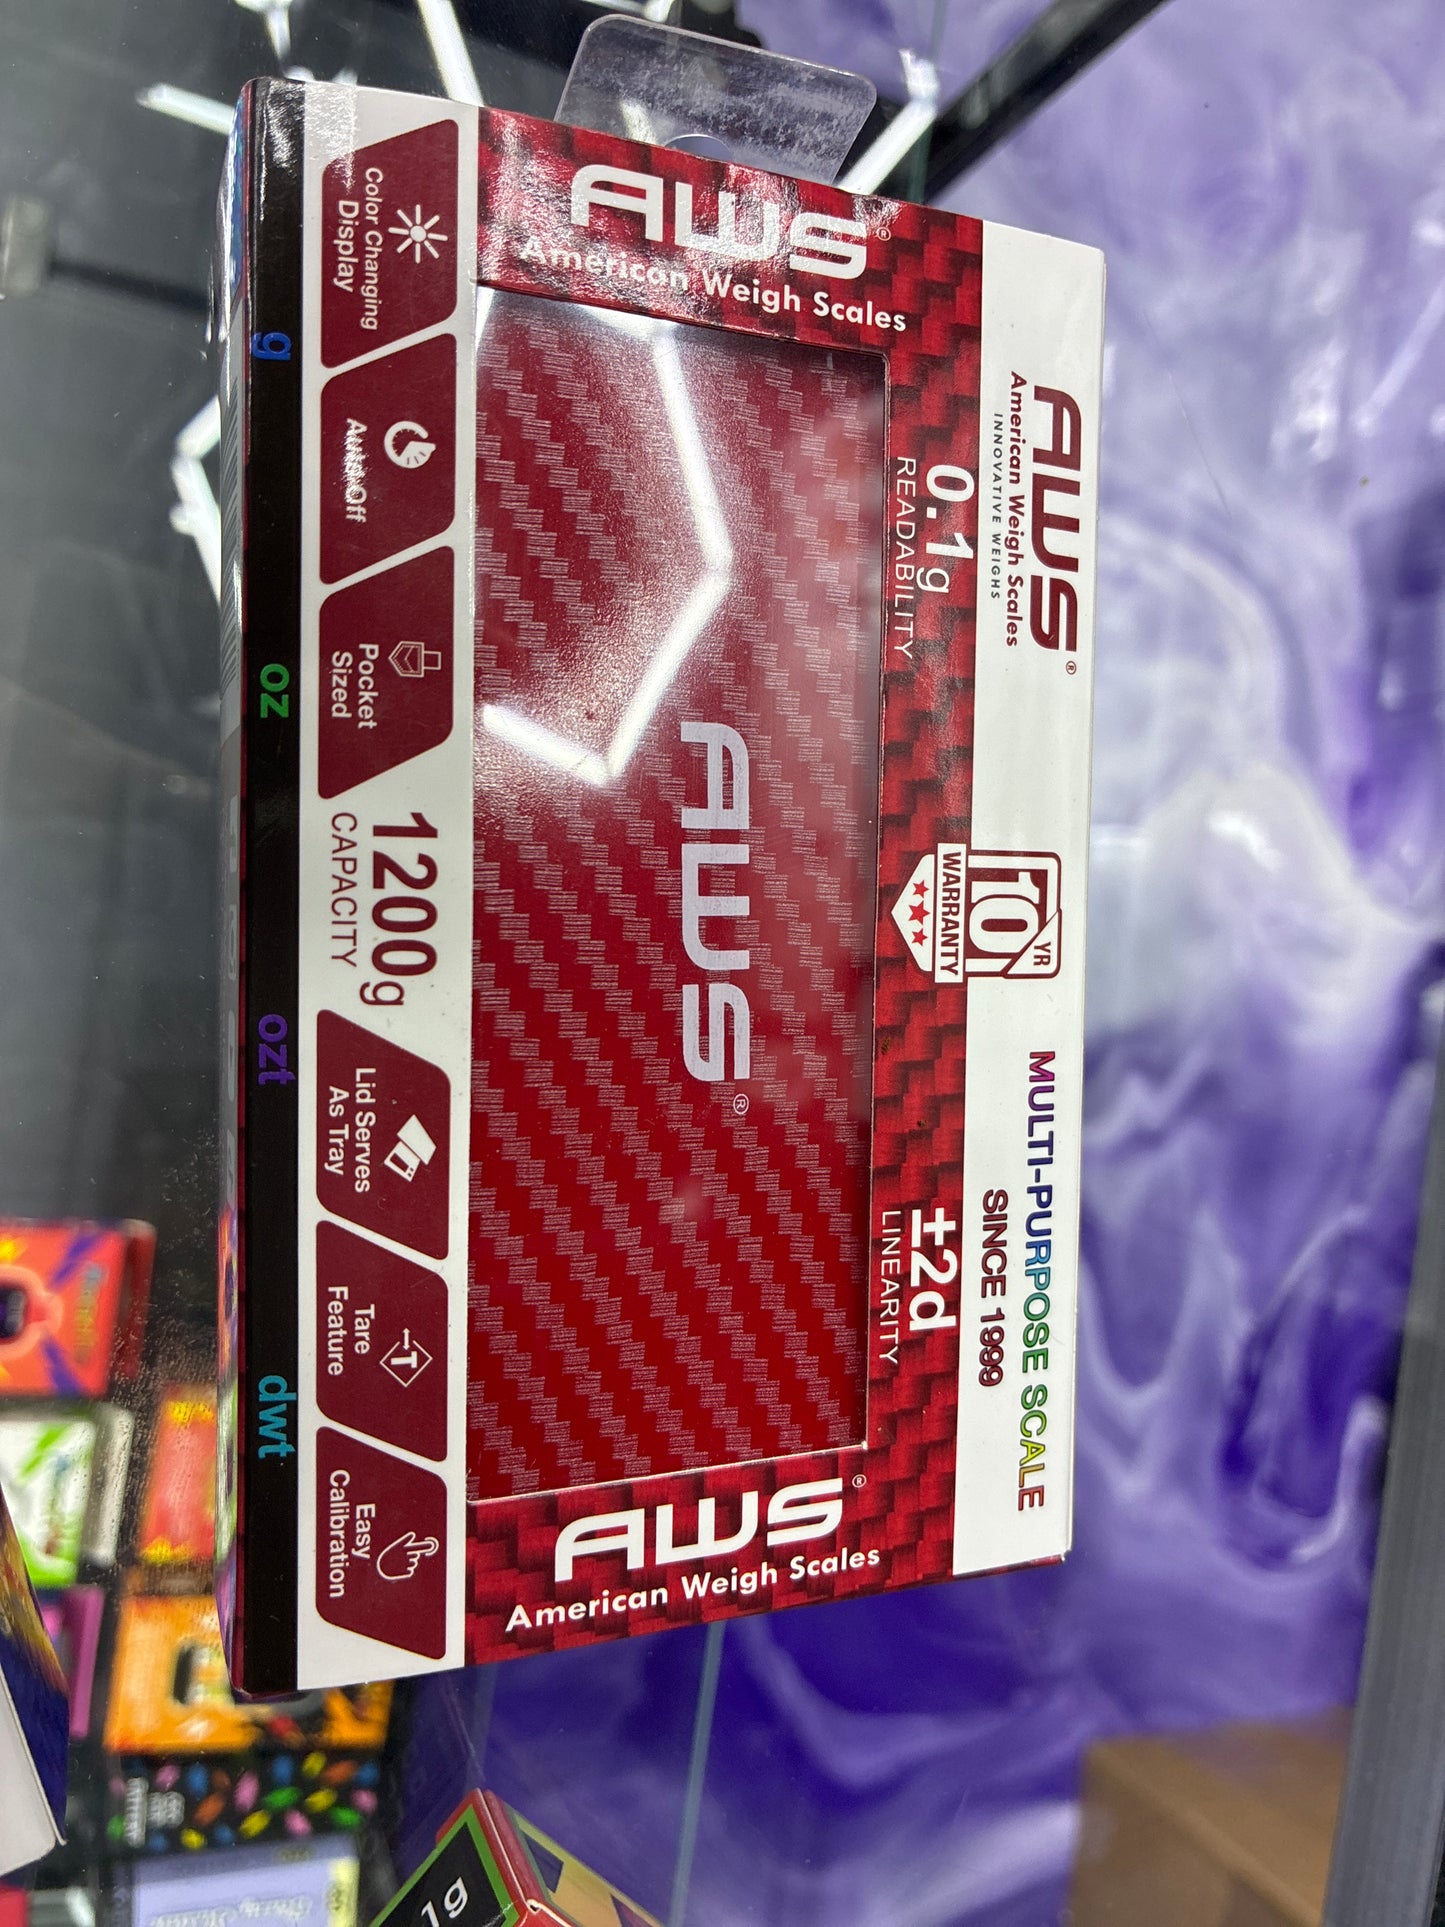 AWS®
American Weigh Scales
INNOVATIVE WEIGHS
10 YR
WARRANTY
MULTI-PURPOSE SCALE
SINCE 1999
0.1g
READABILITY
±2d
LINEARITY
AWS®
American Weigh Scales
AWS®
AWS®
American Weigh Scales
Color Changing
Display
Auto Off
Pocket
Sized
1200g
CAPACITY
Lid Serves
As Tray
T
Tare
Feature
Easy
Calibration
g
oz
ozt
dwt
1g